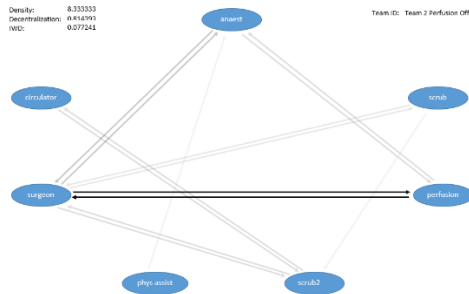 Density: 8.333333
Decentralization: 0.814393
IWD: 0.077241
Team ID: Team 2 Perfusion Off
anaest
circulator
scrub
surgeon
perfusion
phys assist
scrub2